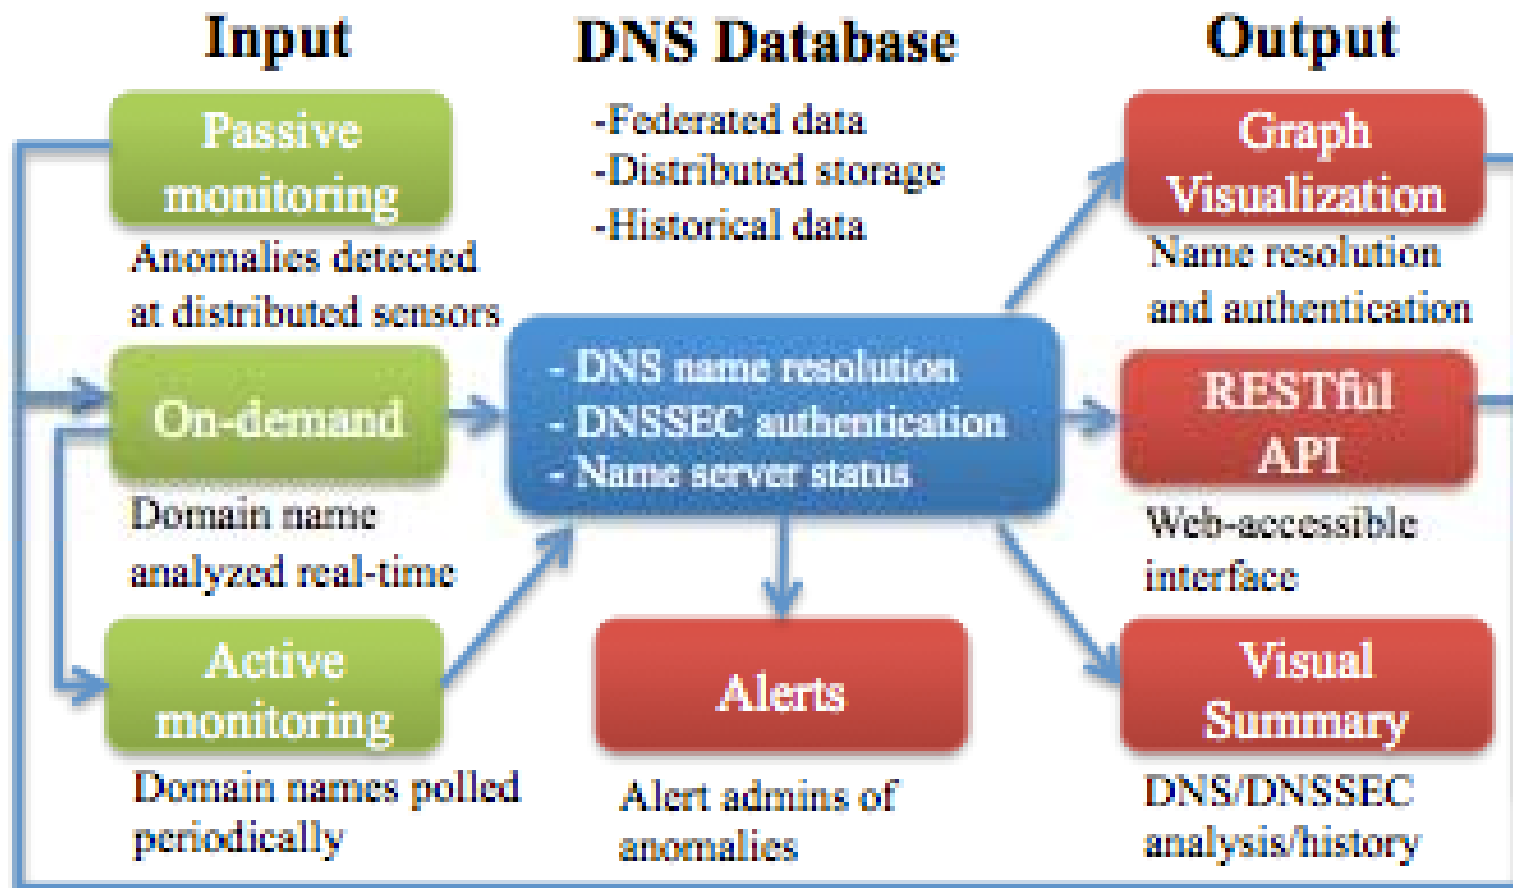 Input
Passive
monitoring
Anomalies detected
at distributed sensors
On-demand
Domain name
analyzed real-time
Active
monitoring
Domain names polled
periodically
DNS Database
-Federated data
-Distributed storage
-Historical data
- DNS name resolution
- DNSSEC authentication
- Name server status
Alerts
Alert admins of
anomalies
Output
Graph
Visualization
Name resolution
and authentication
RESTful
API
Web-accessible
interface
Visual
Summary
DNS/DNSSEC
analysis/history